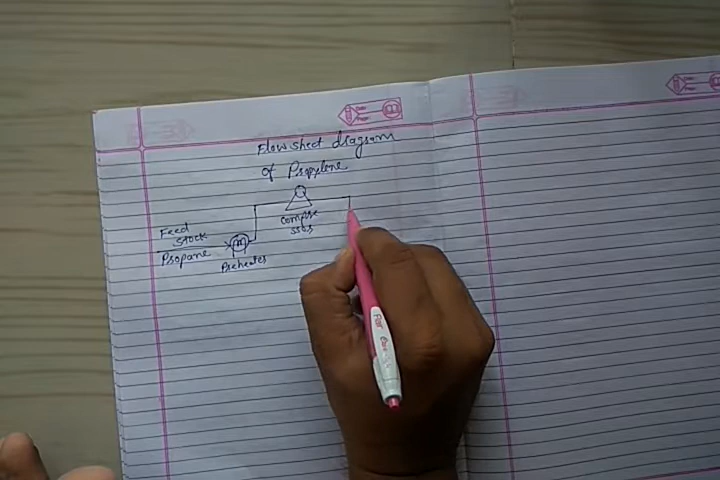 Flow sheet diagram
of Propylene
Feed
stock
Propane
Preheater
Compre
ssor